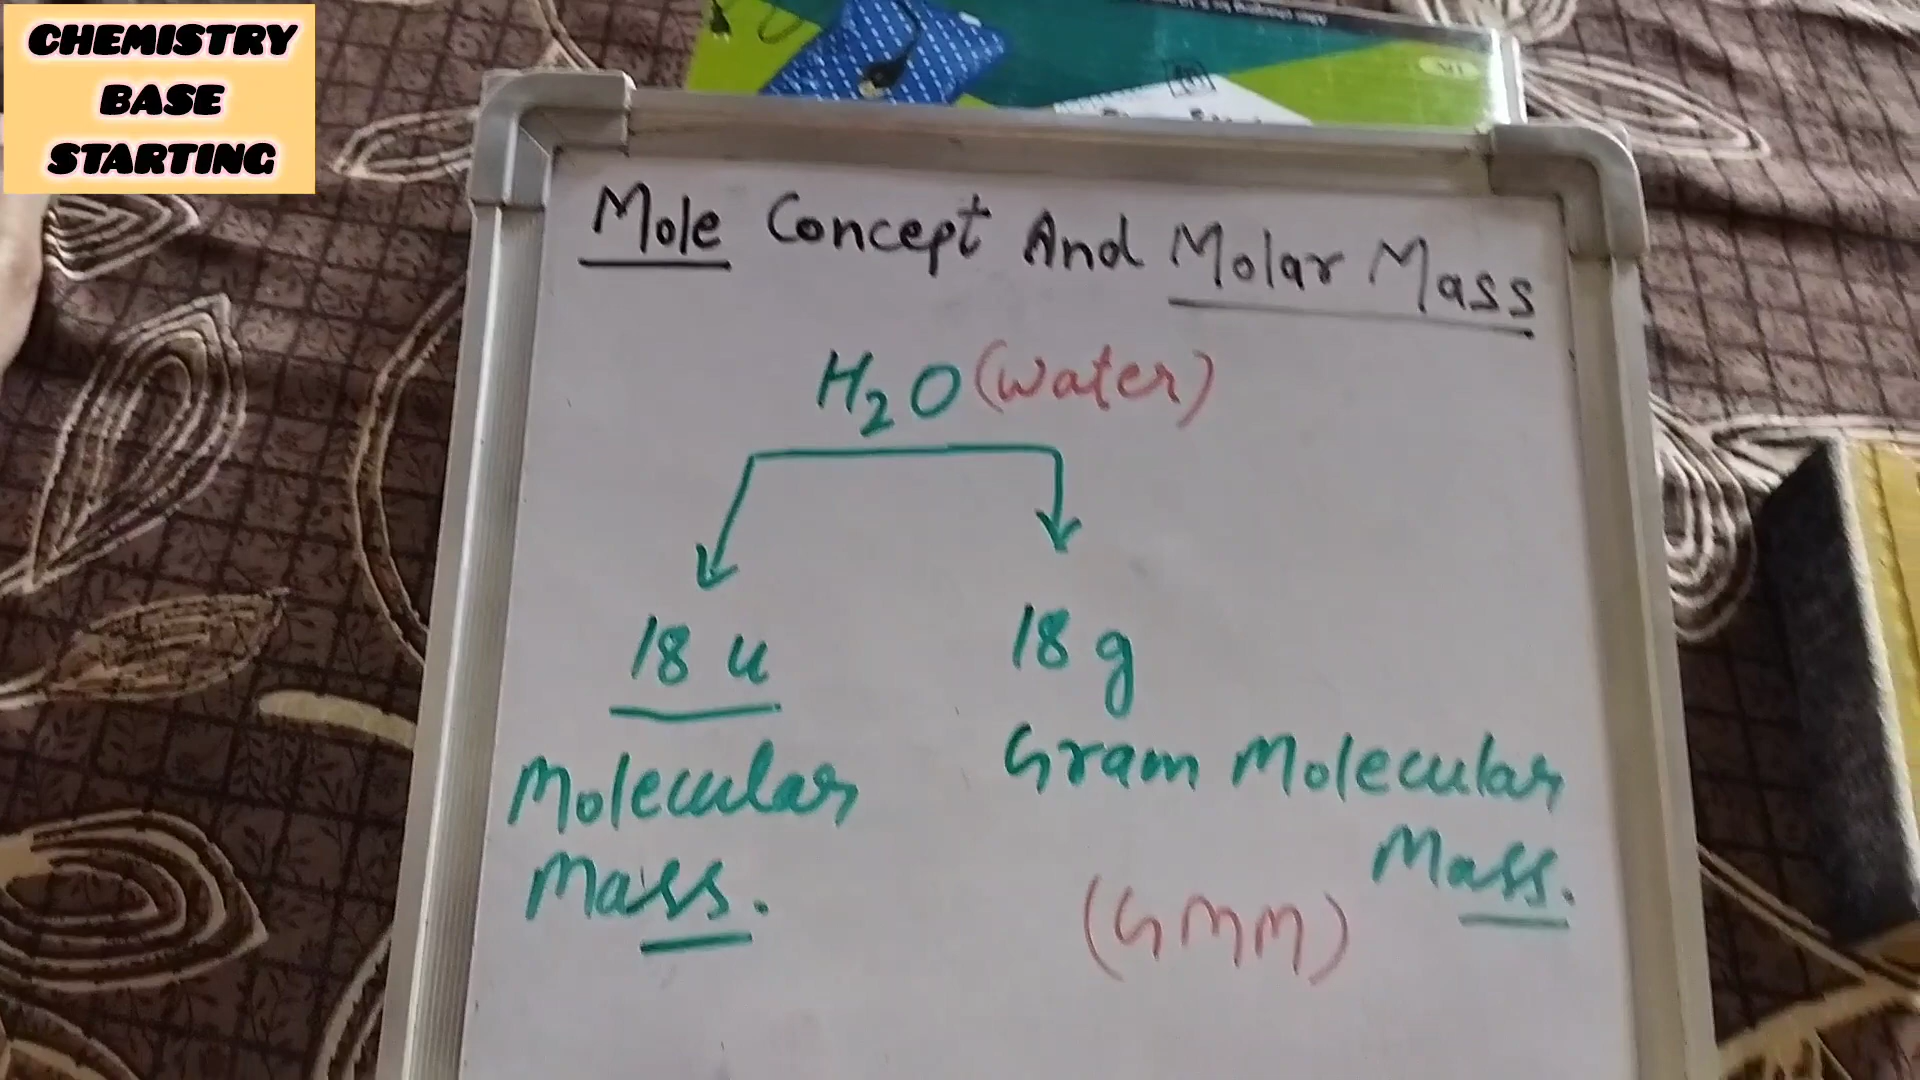 CHEMISTRY
BASE
STARTING
Mole Concept And Molar Mass
H₂O (water)
18 u
18 g
Molecular
Mass.
Gram Molecular
Mass.
(GMM)